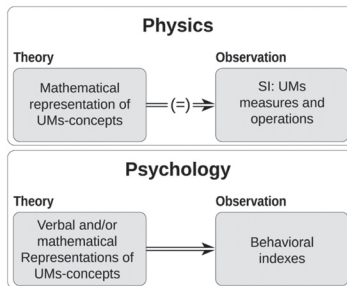 Physics
Theory
Observation
Mathematical
representation of
UMs-concepts
(=)
SI: UMs
measures and
operations
Psychology
Theory
Observation
Verbal and/or
mathematical
Representations of
UMs-concepts
Behavioral
indexes